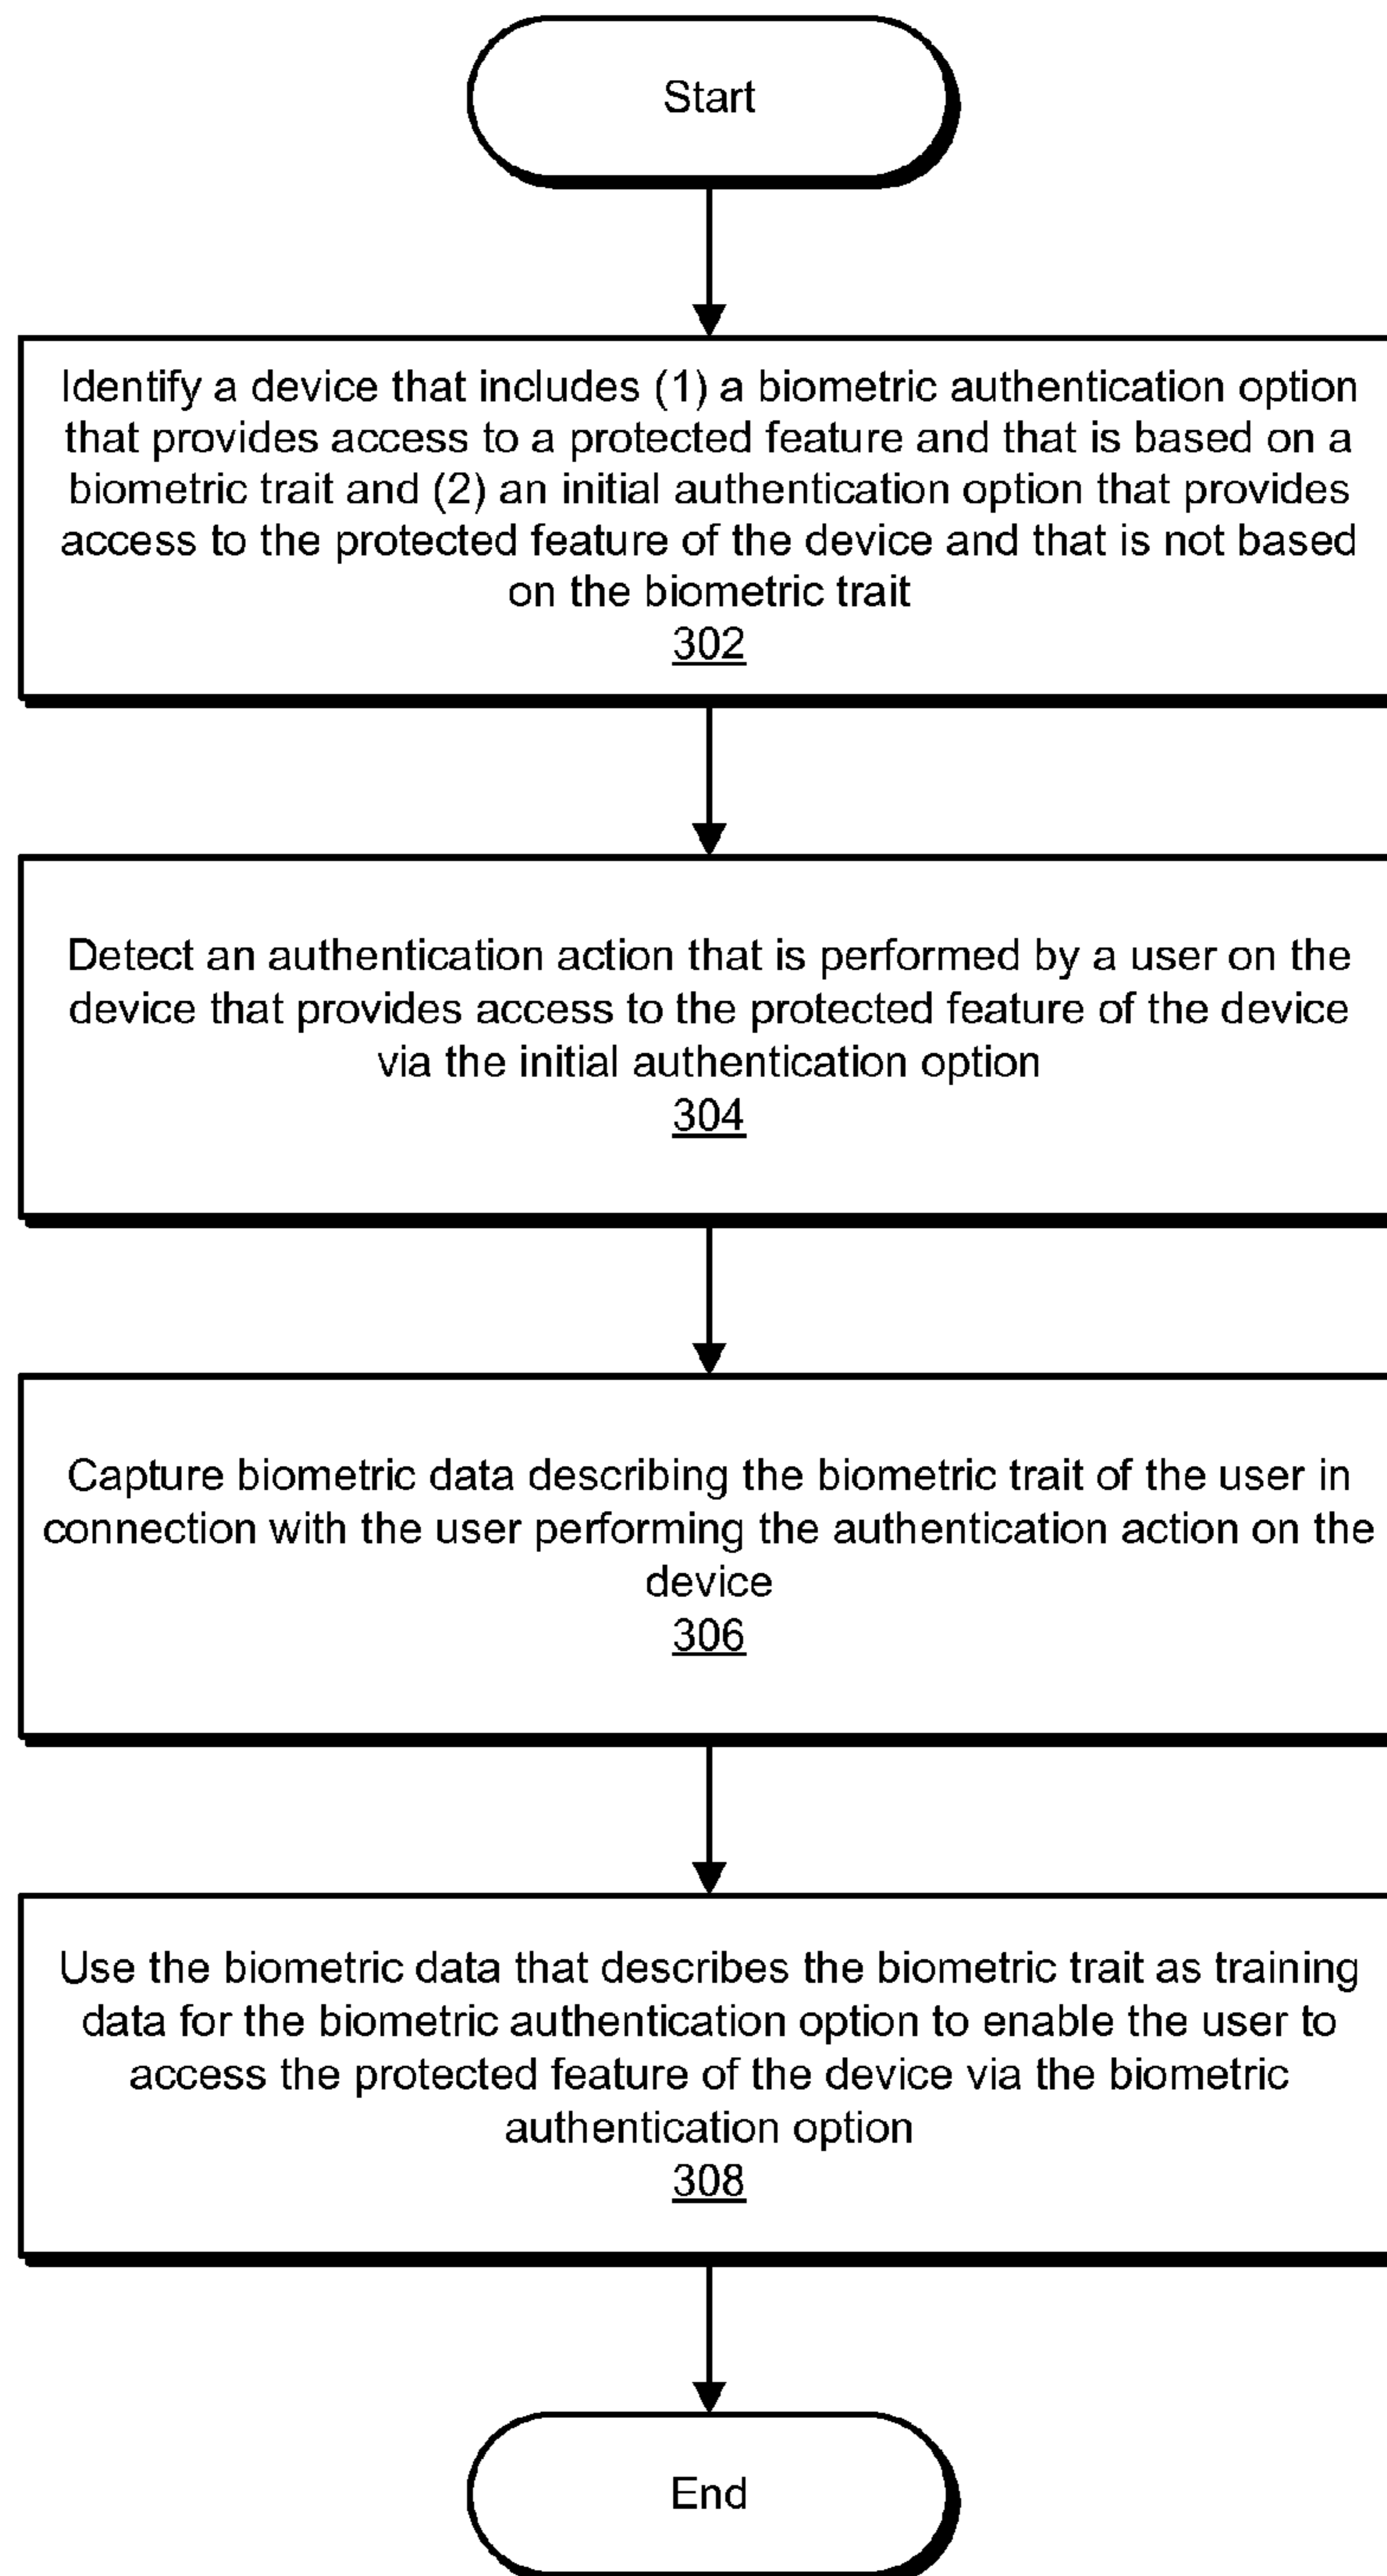 Start
Identify a device that includes (1) a biometric authentication option
that provides access to a protected feature and that is based on a
biometric trait and (2) an initial authentication option that provides
access to the protected feature of the device and that is not based
on the biometric trait
302
Detect an authentication action that is performed by a user on the
device that provides access to the protected feature of the device
via the initial authentication option
304
Capture biometric data describing the biometric trait of the user in
connection with the user performing the authentication action on the
device
306
Use the biometric data that describes the biometric trait as training
data for the biometric authentication option to enable the user to
access the protected feature of the device via the biometric
authentication option
308
End